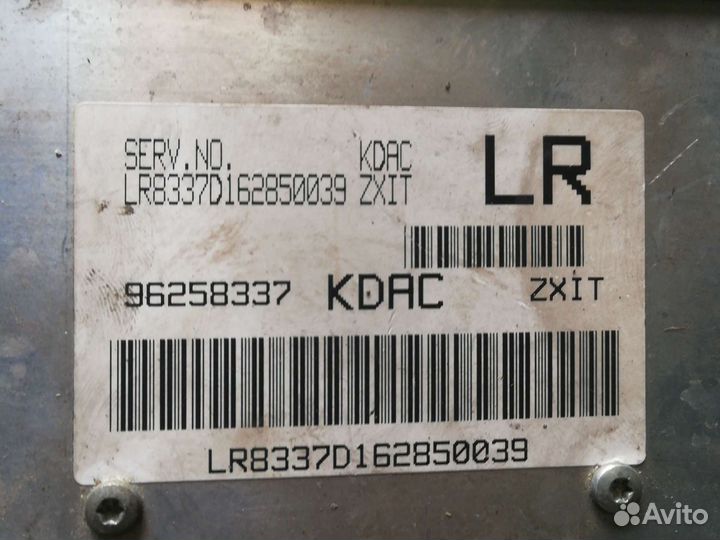 SERV.NO. KDAC LR
LR8337D162850039 ZXIT
96258337 KDAC ZXIT
LR8337D162850039
Avito